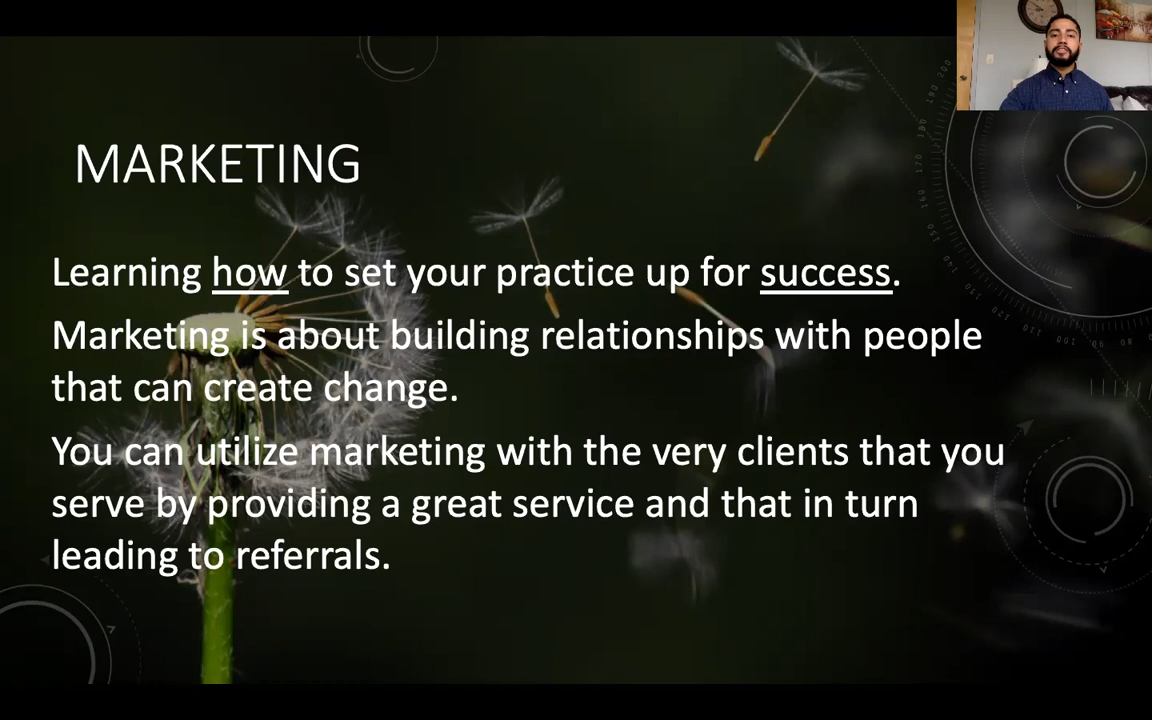 MARKETING
Learning how to set your practice up for success.
Marketing is about building relationships with people
that can create change.
You can utilize marketing with the very clients that you
serve by providing a great service and that in turn
leading to referrals.